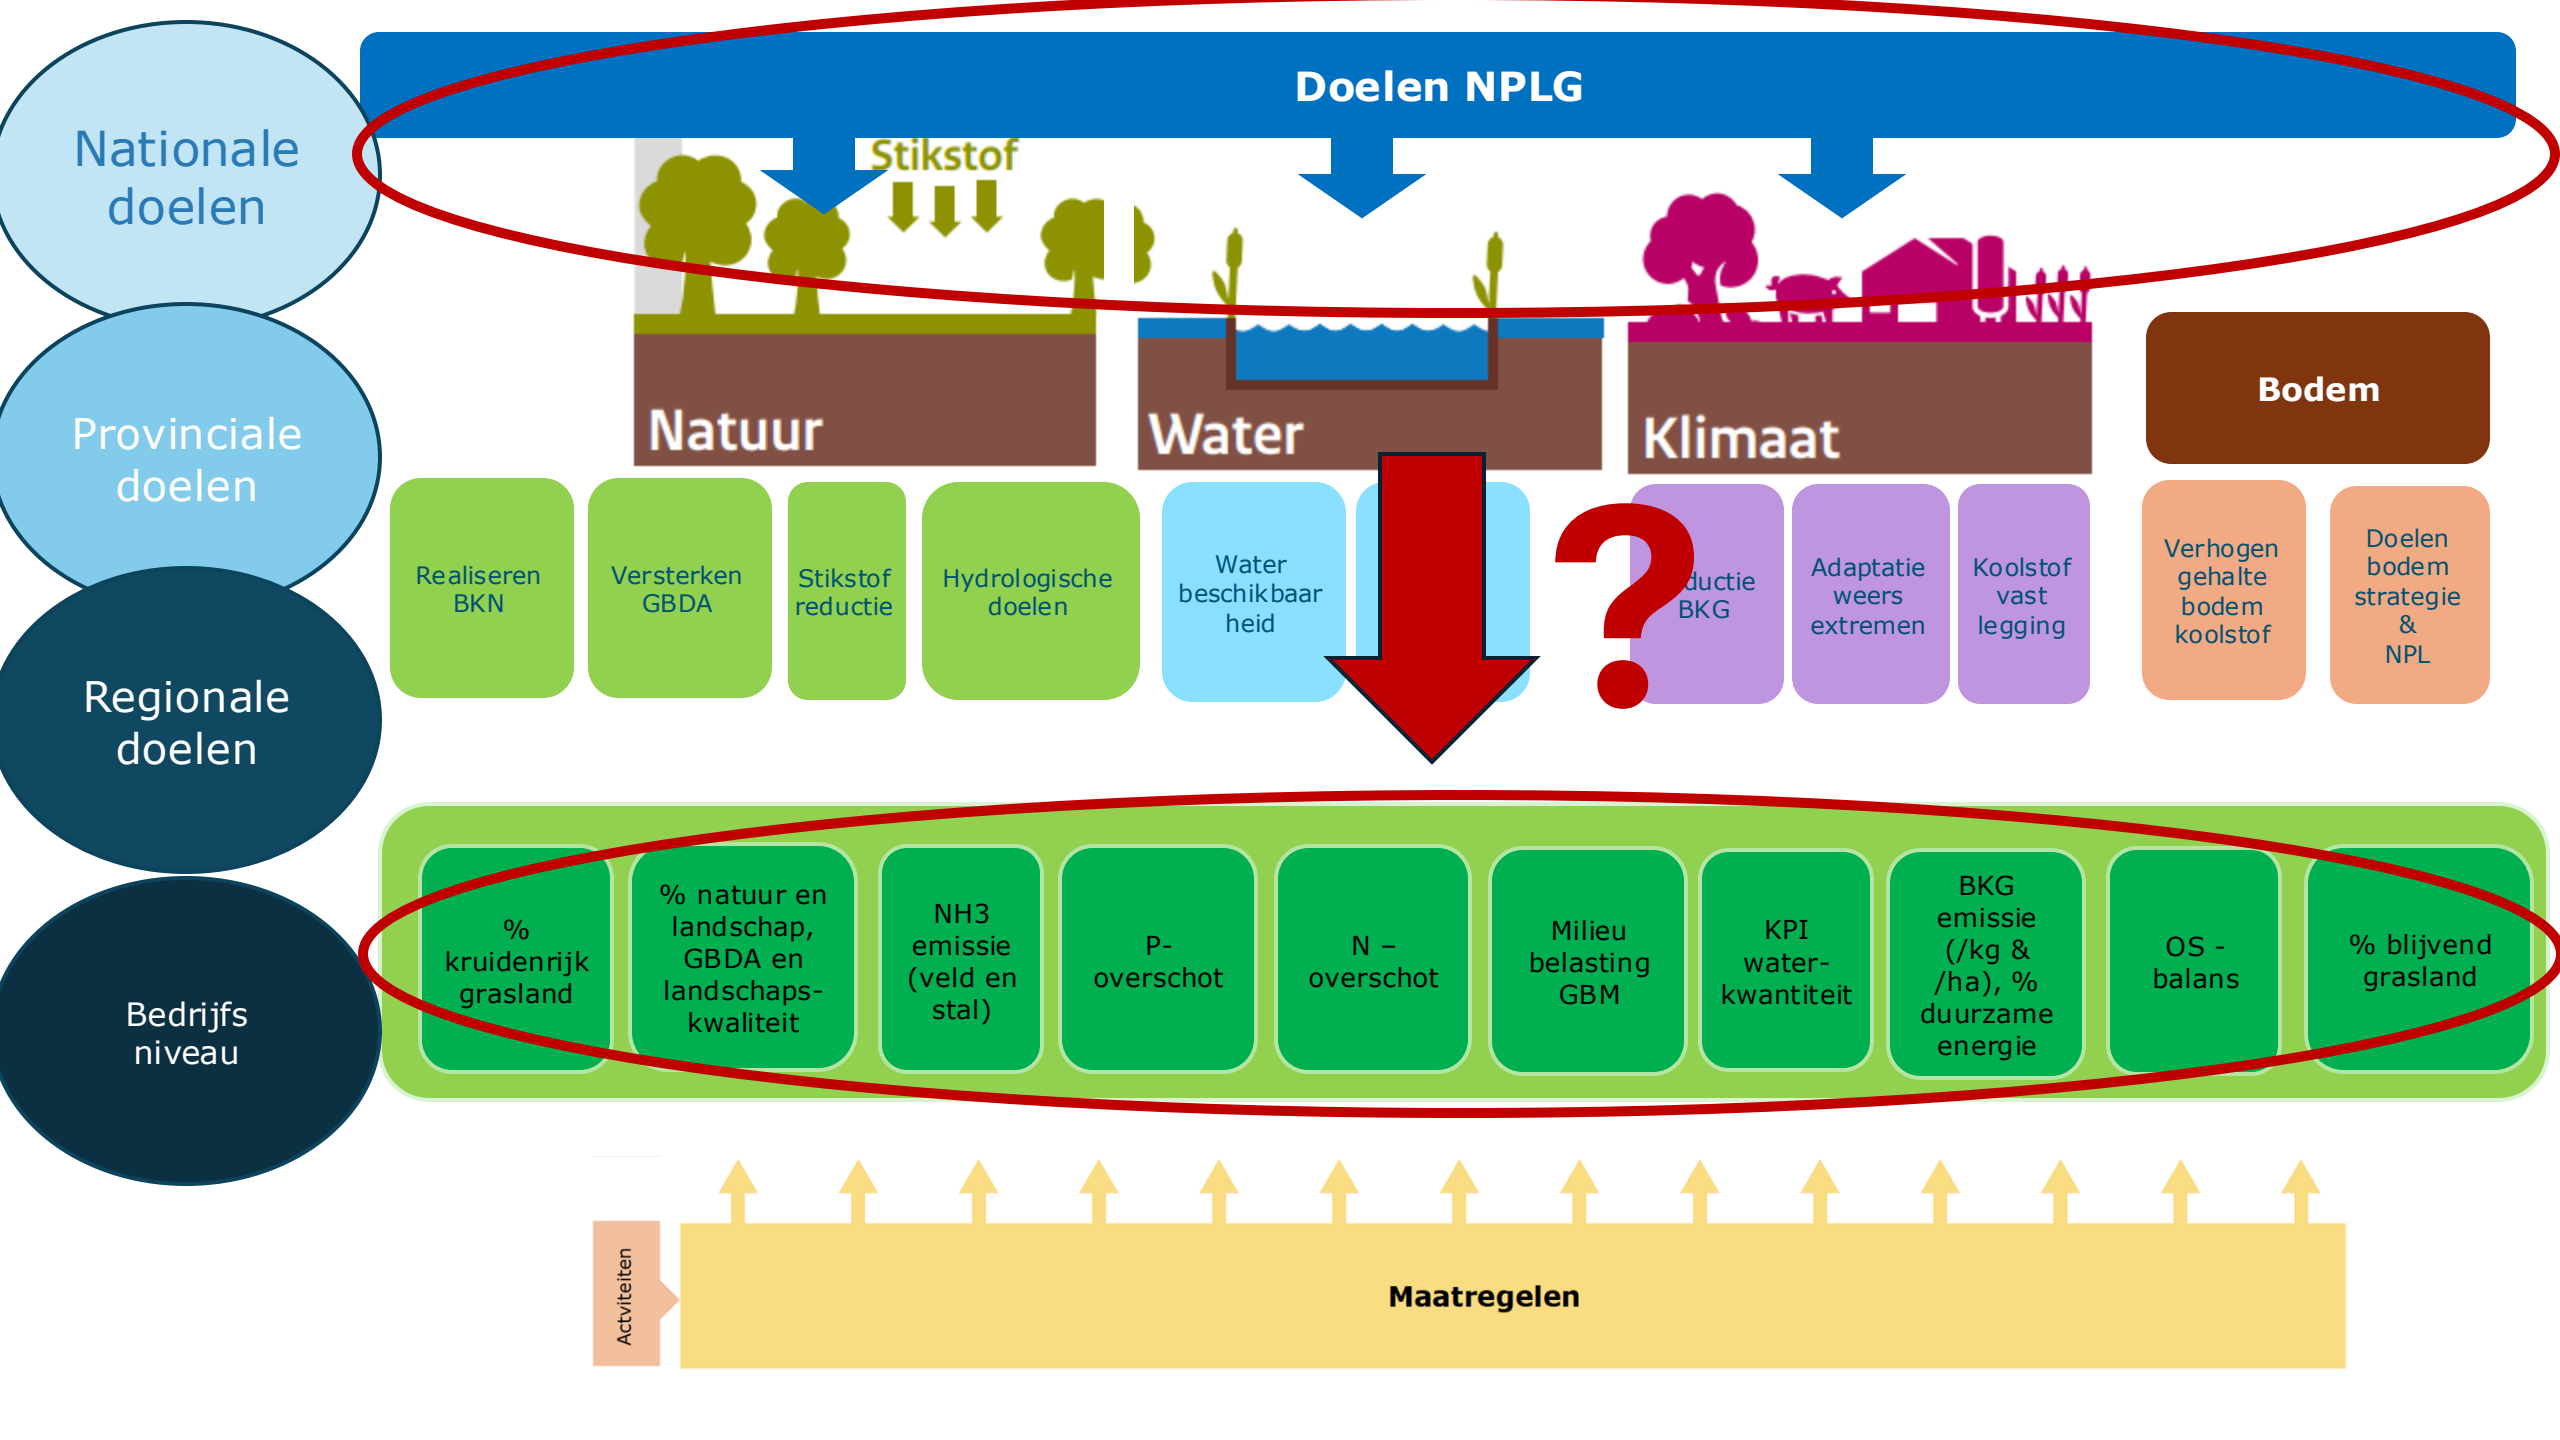 Doelen NPLG
Nationale
doelen
Stikstof
Provinciale
doelen
Natuur
Water
Klimaat
Bodem
Realiseren
BKN
Versterken
GBDA
Stikstof
reductie
Hydrologische
doelen
Water
beschikbaar
heid
?
BKG
Adaptatie
weers
extremen
Koolstof
vast
legging
Verhogen
gehalte
bodem
koolstof
Doelen
bodem
strategie
&
NPL
Regionale
doelen
Bedrijfs
niveau
%
kruidenrijk
grasland
% natuur en
landschap,
GBDA en
landschaps-
kwaliteit
NH3
emissie
(veld en
stal)
P-
overschot
N –
overschot
Milieu
belasting
GBM
KPI
water-
kwantiteit
BKG
emissie
(/kg &
/ha), %
duurzame
energie
OS -
balans
% blijvend
grasland
Actviteiten
Maatregelen